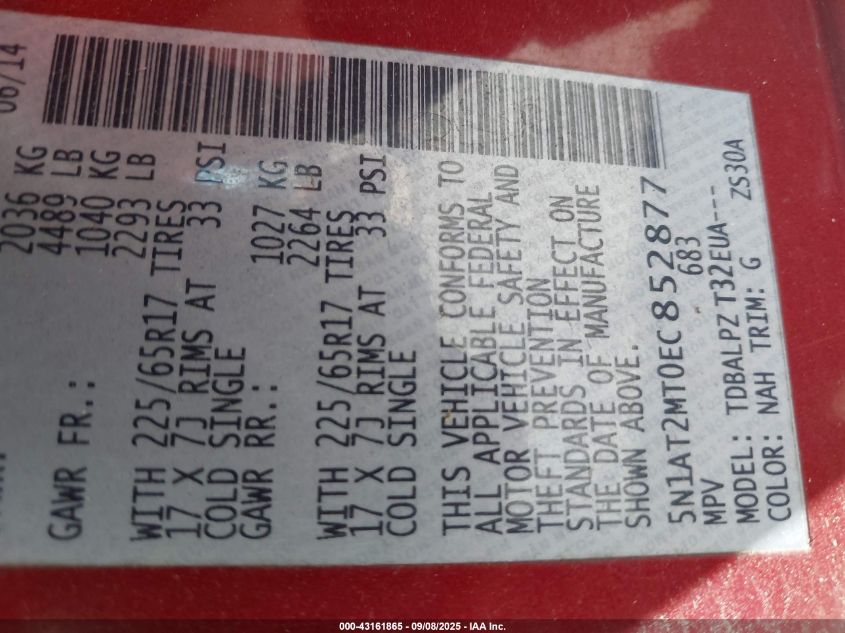 06/14
2036 KG
4489 LB
GAWR FR.: 1040 KG
2293 LB
WITH 225/65R17 TIRES
17 X 7J RIMS AT 33 PSI
COLD SINGLE
GAWR RR.: 1027 KG
2264 LB
WITH 225/65R17 TIRES
17 X 7J RIMS AT 33 PSI
COLD SINGLE
THIS VEHICLE CONFORMS TO
ALL APPLICABLE FEDERAL
MOTOR VEHICLE SAFETY AND
THEFT PREVENTION
STANDARDS IN EFFECT ON
THE DATE OF MANUFACTURE
SHOWN ABOVE.
5N1AT2MT0EC852877
MPV 683
MODEL: TDBALPZ T32EUA---
COLOR: NAH TRIM: G ZS30A
000-43161865 - 09/08/2025 - IAA Inc.